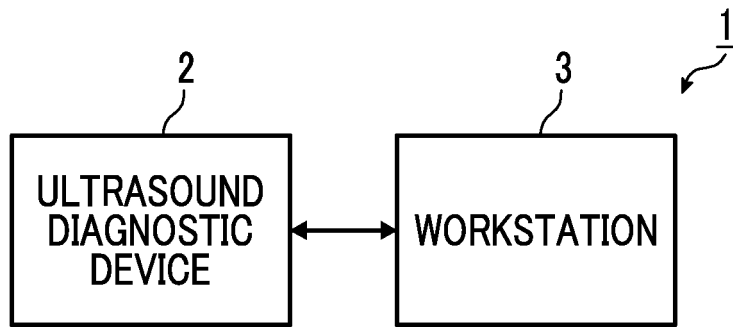 1
2
3
ULTRASOUND
DIAGNOSTIC
DEVICE
WORKSTATION